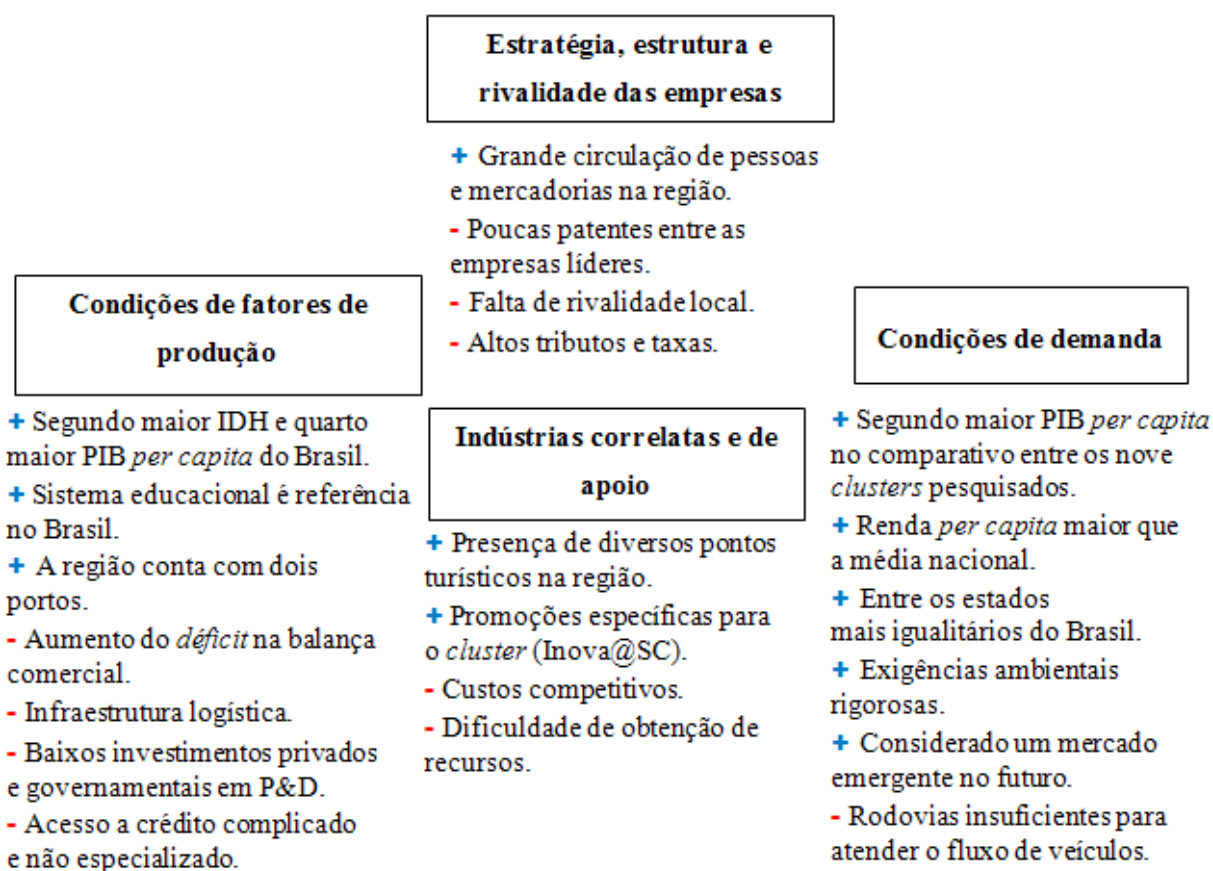 Estratégia, estrutura e
rivalidade das empresas
+ Grande circulação de pessoas
e mercadorias na região.
- Poucas patentes entre as
empresas líderes.
- Falta de rivalidade local.
- Altos tributos e taxas.
Condições de fatores de
produção
+ Segundo maior IDH e quarto
maior PIB per capita do Brasil.
+ Sistema educacional é referência
no Brasil.
+ A região conta com dois
portos.
- Aumento do déficit na balança
comercial.
- Infraestrutura logística.
- Baixos investimentos privados
e governamentais em P&D.
- Acesso a crédito complicado
e não especializado.
Indústrias correlatas e de
apoio
+ Presença de diversos pontos
turísticos na região.
+ Promoções específicas para
o cluster (Inova@SC).
- Custos competitivos.
- Dificuldade de obtenção de
recursos.
Condições de demanda
+ Segundo maior PIB per capita
no comparativo entre os nove
clusters pesquisados.
+ Renda per capita maior que
a média nacional.
+ Entre os estados
mais igualitários do Brasil.
+ Exigências ambientais
rigorosas.
+ Considerado um mercado
emergente no futuro.
- Rodovias insuficientes para
atender o fluxo de veículos.